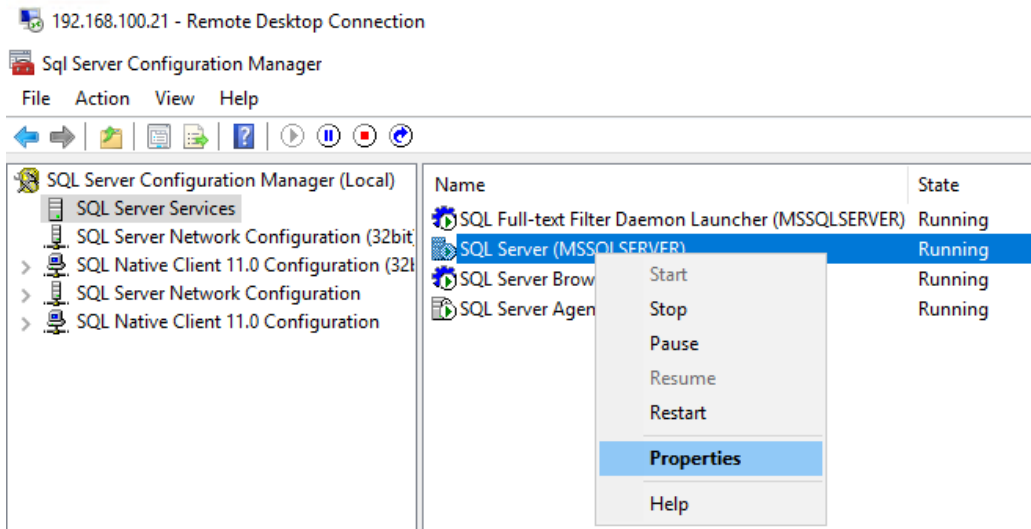 192.168.100.21 - Remote Desktop Connection
Sql Server Configuration Manager
File Action View Help
SQL Server Configuration Manager (Local)
SQL Server Services
SQL Server Network Configuration (32bit
SQL Native Client 11.0 Configuration (32b
SQL Server Network Configuration
SQL Native Client 11.0 Configuration
Name State
SQL Full-text Filter Daemon Launcher (MSSQLSERVER) Running
SQL Server (MSSQLSERVER) Running
SQL Server Brow Running
SQL Server Agen Running
Start
Stop
Pause
Resume
Restart
Properties
Help